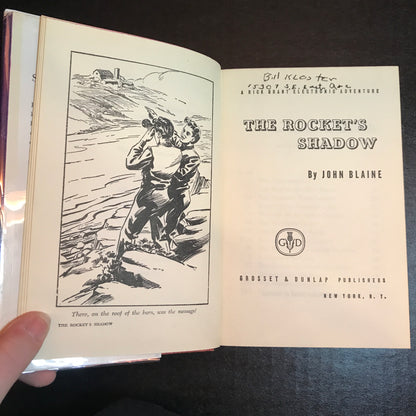 There, on the roof of the barn, was the message!
THE ROCKET'S SHADOW
Bill Kloster
A RICK BRANT ELECTRONIC ADVENTURE
THE ROCKET'S
SHADOW
By JOHN BLAINE
G D
GROSSET & DUNLAP PUBLISHERS
NEW YORK, N. Y.